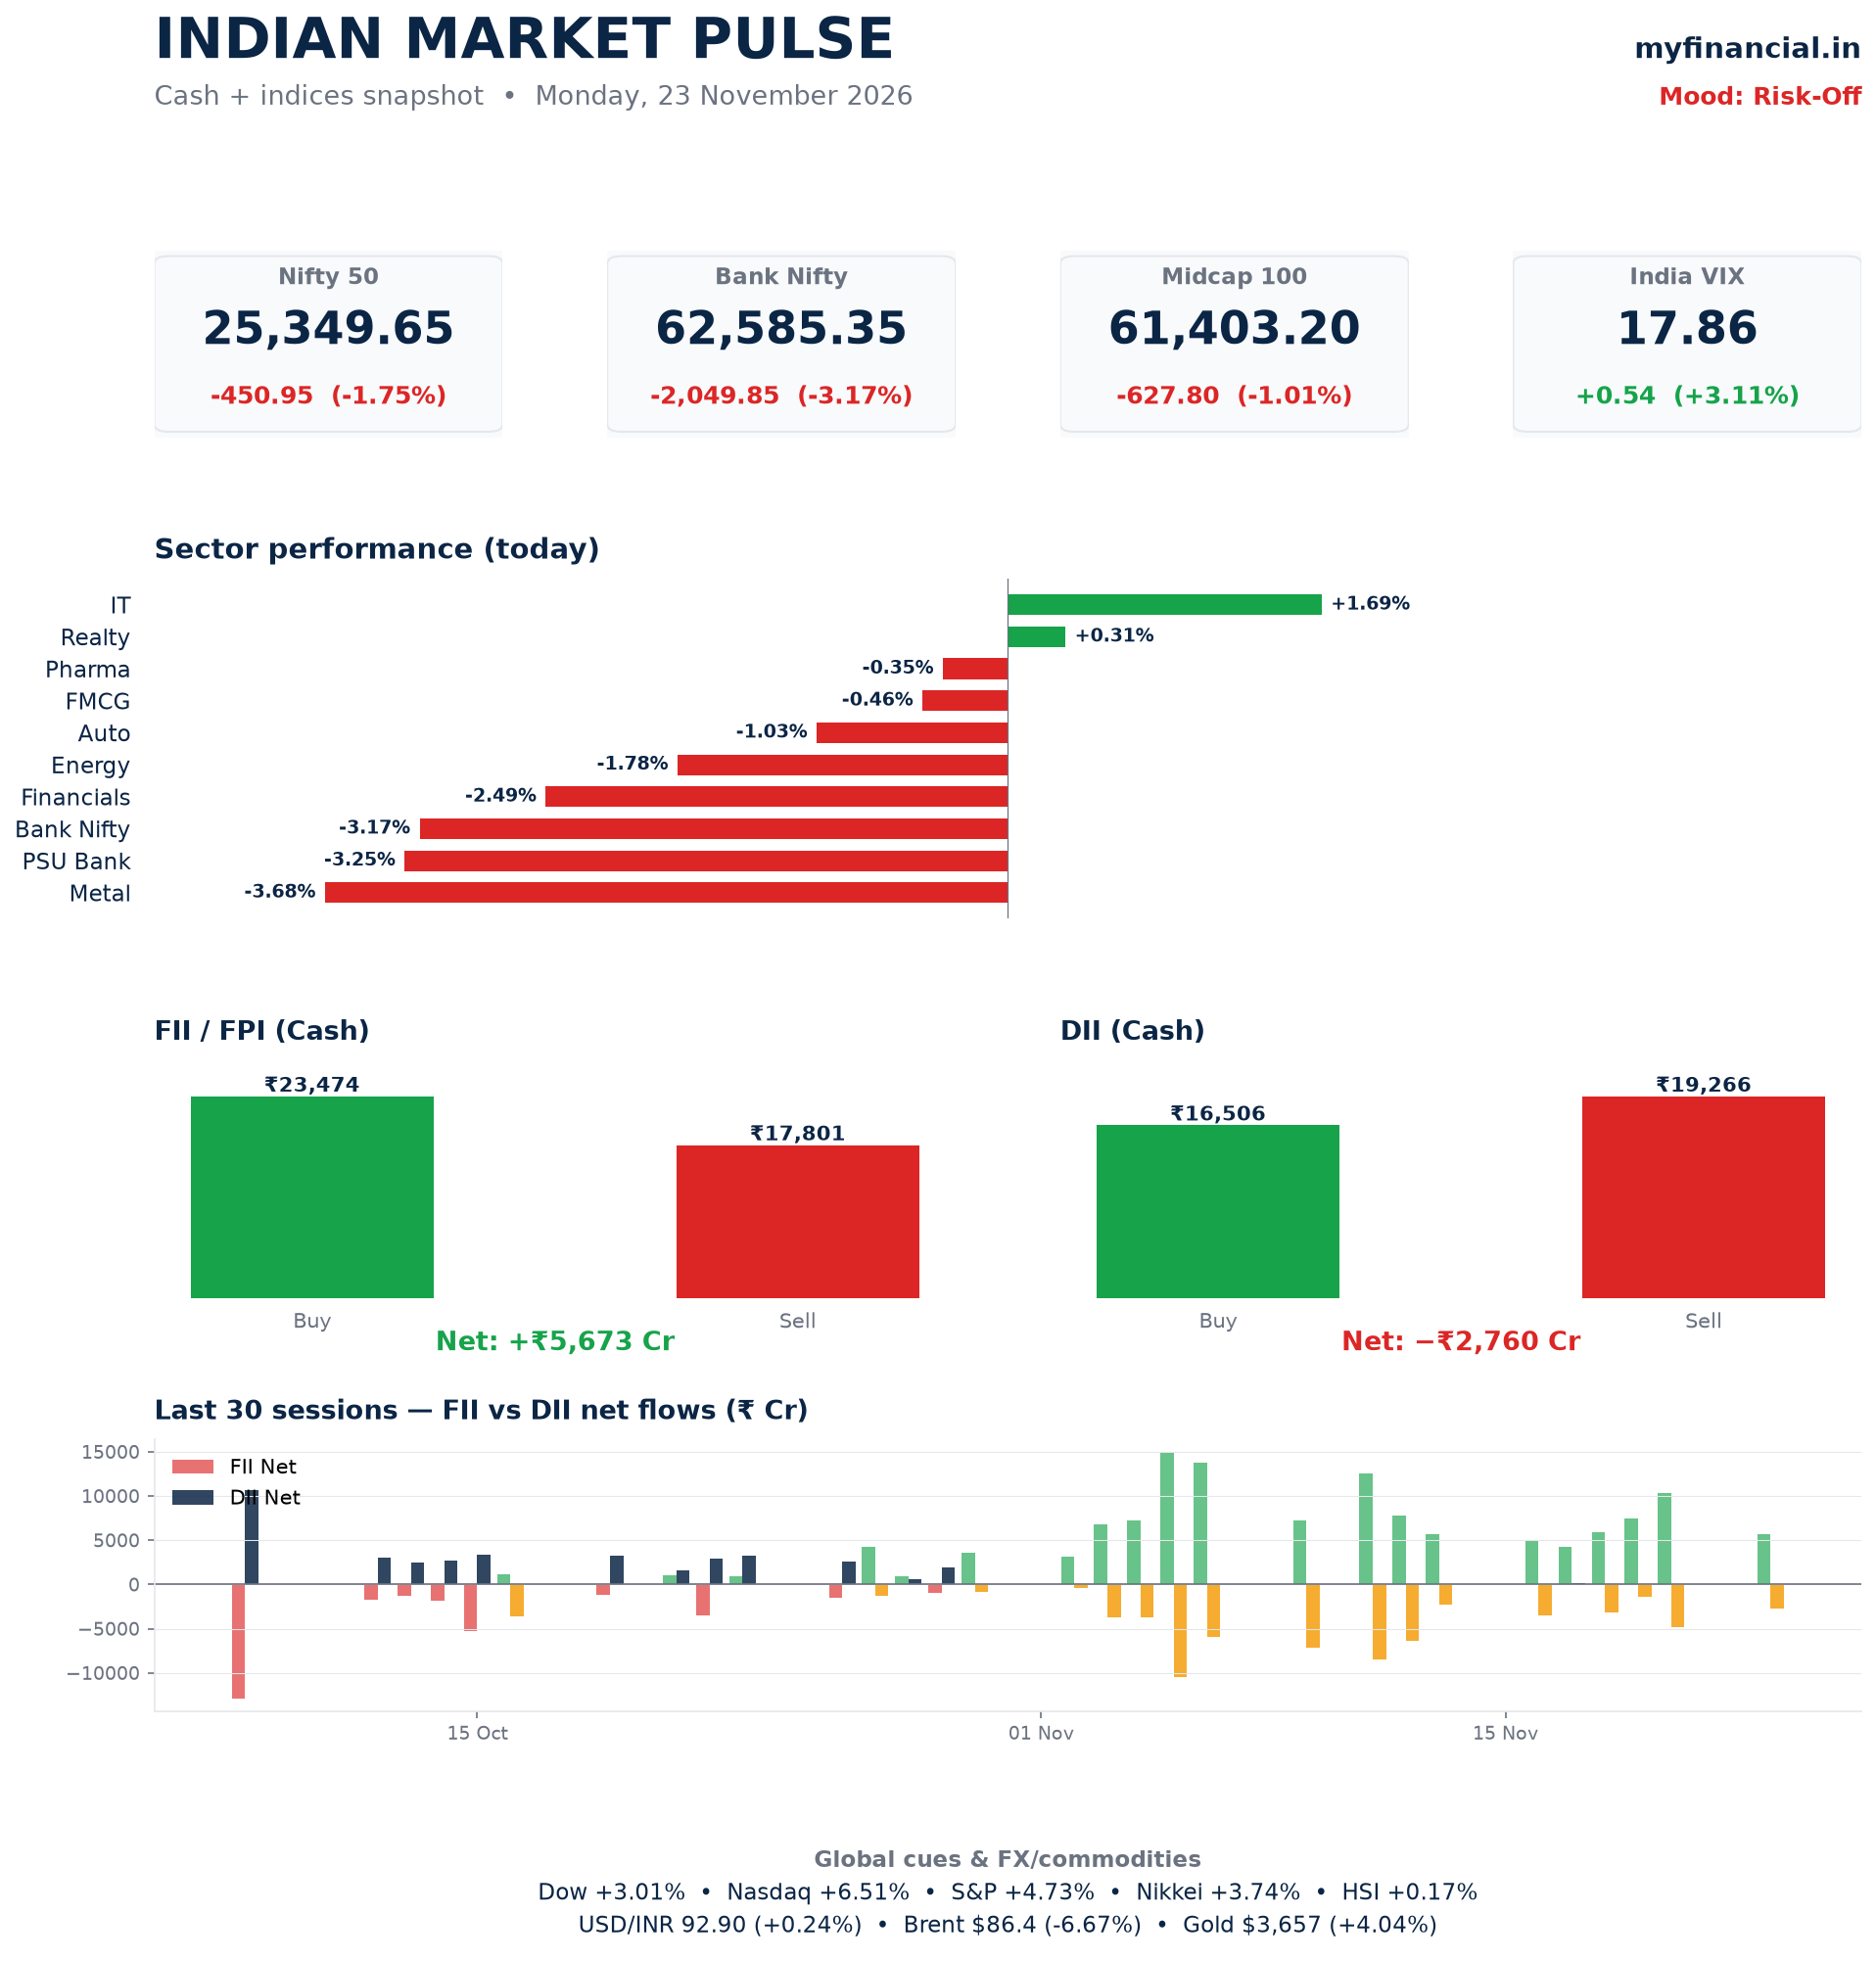 INDIAN MARKET PULSE
myfinancial.in
Cash + indices snapshot • Monday, 23 November 2026
Mood: Risk-Off
Nifty 50
25,349.65
-450.95 (-1.75%)
Bank Nifty
62,585.35
-2,049.85 (-3.17%)
Midcap 100
61,403.20
-627.80 (-1.01%)
India VIX
17.86
+0.54 (+3.11%)
Sector performance (today)
IT +1.69%
Realty +0.31%
Pharma -0.35%
FMCG -0.46%
Auto -1.03%
Energy -1.78%
Financials -2.49%
Bank Nifty -3.17%
PSU Bank -3.25%
Metal -3.68%
FII / FPI (Cash)
₹23,474
₹17,801
Buy
Sell
Net: +₹5,673 Cr
DII (Cash)
₹16,506
₹19,266
Buy
Sell
Net: −₹2,760 Cr
Last 30 sessions — FII vs DII net flows (₹ Cr)
FII Net
DII Net
15000
10000
5000
0
−5000
−10000
15 Oct
01 Nov
15 Nov
Global cues & FX/commodities
Dow +3.01% • Nasdaq +6.51% • S&P +4.73% • Nikkei +3.74% • HSI +0.17%
USD/INR 92.90 (+0.24%) • Brent $86.4 (-6.67%) • Gold $3,657 (+4.04%)